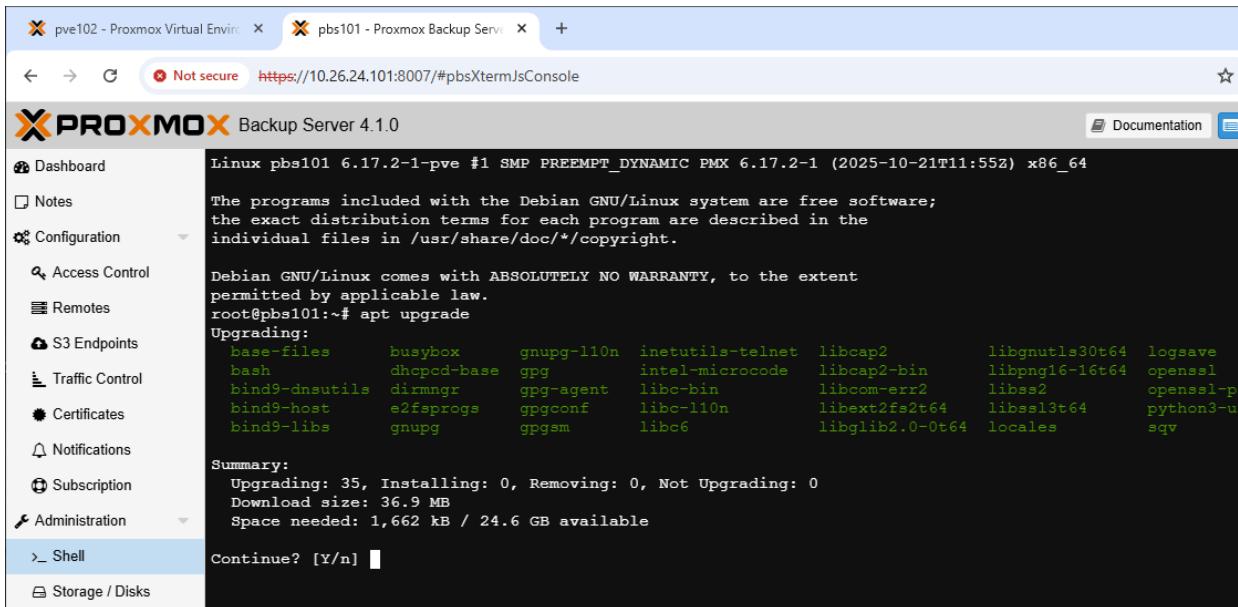 pve102 - Proxmox Virtual Enviro
pbs101 - Proxmox Backup Serve
Not secure https://10.26.24.101:8007/#pbsXtermJsConsole
PROXMOX Backup Server 4.1.0
Documentation
Dashboard
Notes
Configuration
Access Control
Remotes
S3 Endpoints
Traffic Control
Certificates
Notifications
Subscription
Administration
>_ Shell
Storage / Disks
Linux pbs101 6.17.2-1-pve #1 SMP PREEMPT_DYNAMIC PMX 6.17.2-1 (2025-10-21T11:55Z) x86_64
The programs included with the Debian GNU/Linux system are free software;
the exact distribution terms for each program are described in the
individual files in /usr/share/doc/*/copyright.
Debian GNU/Linux comes with ABSOLUTELY NO WARRANTY, to the extent
permitted by applicable law.
root@pbs101:~# apt upgrade
Upgrading:
base-files busybox gnupg-l10n inetutils-telnet libcap2 libgnutls30t64 logsave
bash dhcpcd-base gpg intel-microcode libcap2-bin libpng16-16t64 openssl
bind9-dnsutils dirmngr gpg-agent libc-bin libcom-err2 libss2 openssl-p
bind9-host e2fsprogs gpgconf libc-l10n libext2fs2t64 libssl3t64 python3-u
bind9-libs gnupg gpgsm libc6 libglib2.0-0t64 locales sqv
Summary:
Upgrading: 35, Installing: 0, Removing: 0, Not Upgrading: 0
Download size: 36.9 MB
Space needed: 1,662 kB / 24.6 GB available
Continue? [Y/n]